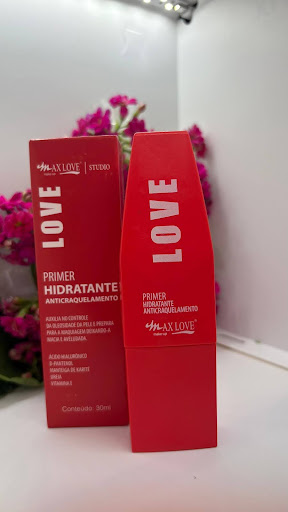 MAX LOVE | STUDIO
make-up
LOVE
PRIMER
HIDRATANTE
ANTICRAQUELAMENTO
AUXILIA NO CONTROLE
DA OLEOSIDADE DA PELE E PREPARA
PARA A MAQUIAGEM DEIXANDO-A
MACIA E AVELUDADA
ÁCIDO HIALURÔNICO
D-PANTENOL
MANTEIGA DE KARITÉ
UREIA
VITAMINA E
Conteúdo: 30ml
LOVE
PRIMER
HIDRATANTE
ANTICRAQUELAMENTO
MAX LOVE®
make-up